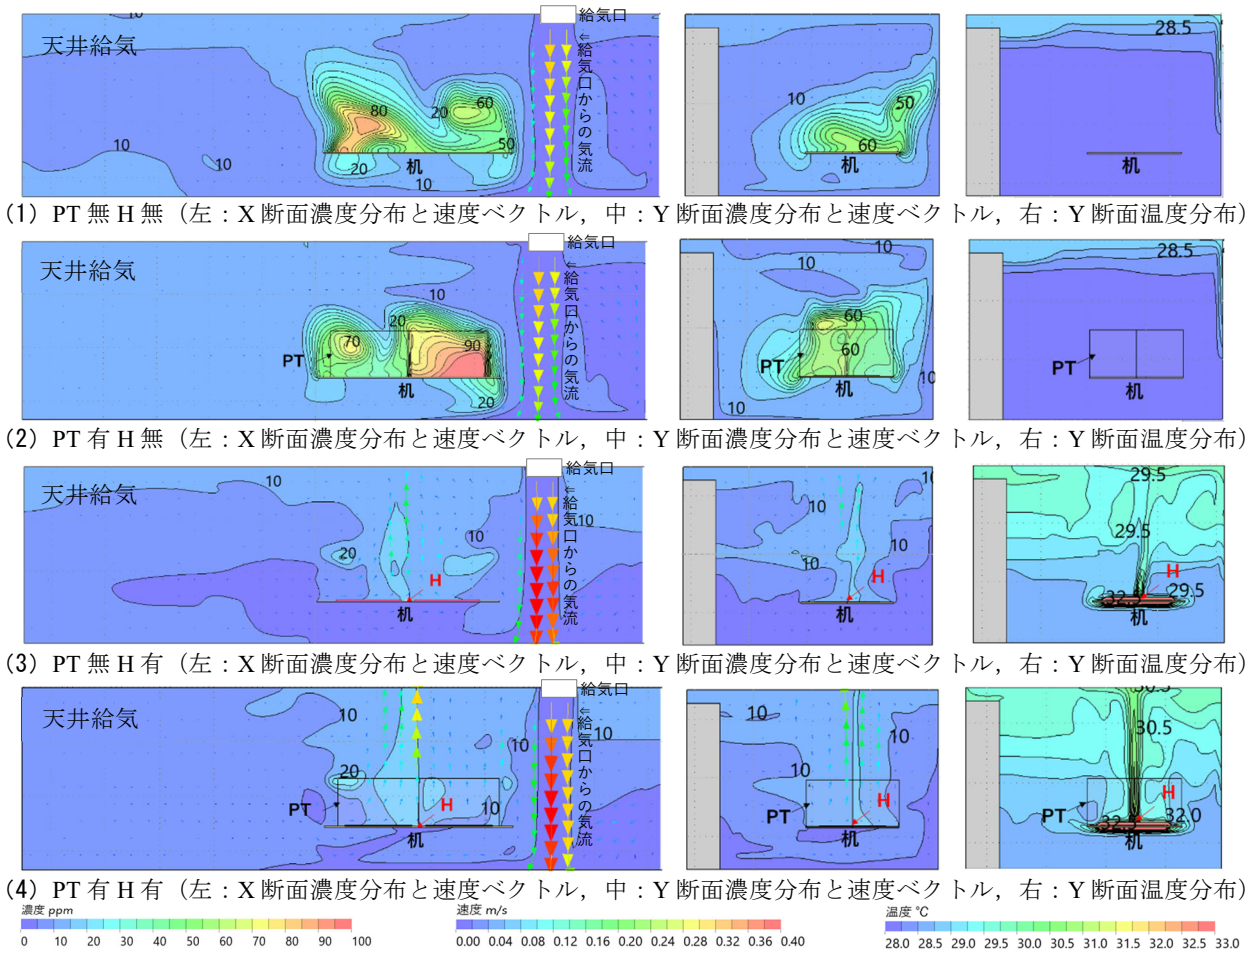 給気口
天井給気
⇐給気口からの気流
10
10
10
80
20
60
50
20
机
10
10
50
60
机
28.5
机
(1) PT 無 H 無（左：X 断面濃度分布と速度ベクトル，中：Y 断面濃度分布と速度ベクトル，右：Y 断面温度分布）
給気口
天井給気
⇐給気口からの気流
10
20
70
90
PT
机
20
10
60
60
PT
机
10
10
28.5
PT
机
(2) PT 有 H 無（左：X 断面濃度分布と速度ベクトル，中：Y 断面濃度分布と速度ベクトル，右：Y 断面温度分布）
給気口
天井給気
⇐給気口からの気流
10
10
20
10
H
机
10
10
10
10
H
机
29.5
29.5
H
29.5
32.5
机
(3) PT 無 H 有（左：X 断面濃度分布と速度ベクトル，中：Y 断面濃度分布と速度ベクトル，右：Y 断面温度分布）
給気口
天井給気
⇐給気口からの気流
10
10
10
20
PT
H
10
机
10
10
10
PT
H
机
30.5
30.5
PT
H
32.0
机
(4) PT 有 H 有（左：X 断面濃度分布と速度ベクトル，中：Y 断面濃度分布と速度ベクトル，右：Y 断面温度分布）
濃度 ppm
0 10 20 30 40 50 60 70 80 90 100
速度 m/s
0.00 0.04 0.08 0.12 0.16 0.20 0.24 0.28 0.32 0.36 0.40
温度 °C
28.0 28.5 29.0 29.5 30.0 30.5 31.0 31.5 32.0 32.5 33.0